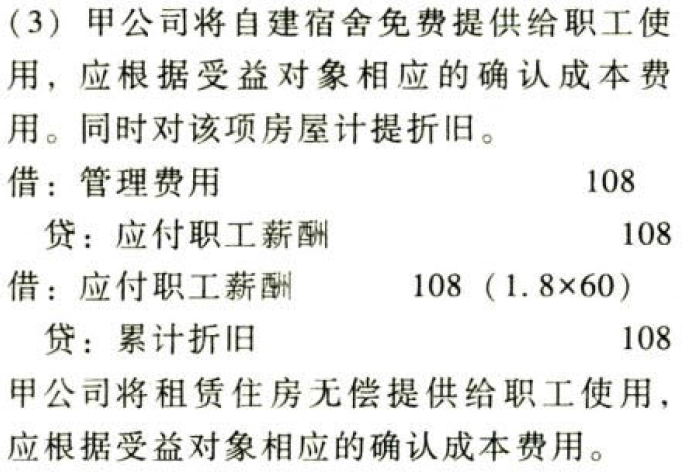 (3) 甲公司将自建宿舍免费提供给职工使
用，应根据受益对象相应的确认成本费
用。同时对该项房屋计提折旧。
借：管理费用 108
贷：应付职工薪酬 108
借：应付职工薪酬 108 (1.8×60)
贷：累计折旧 108
甲公司将租赁住房无偿提供给职工使用，
应根据受益对象相应的确认成本费用。